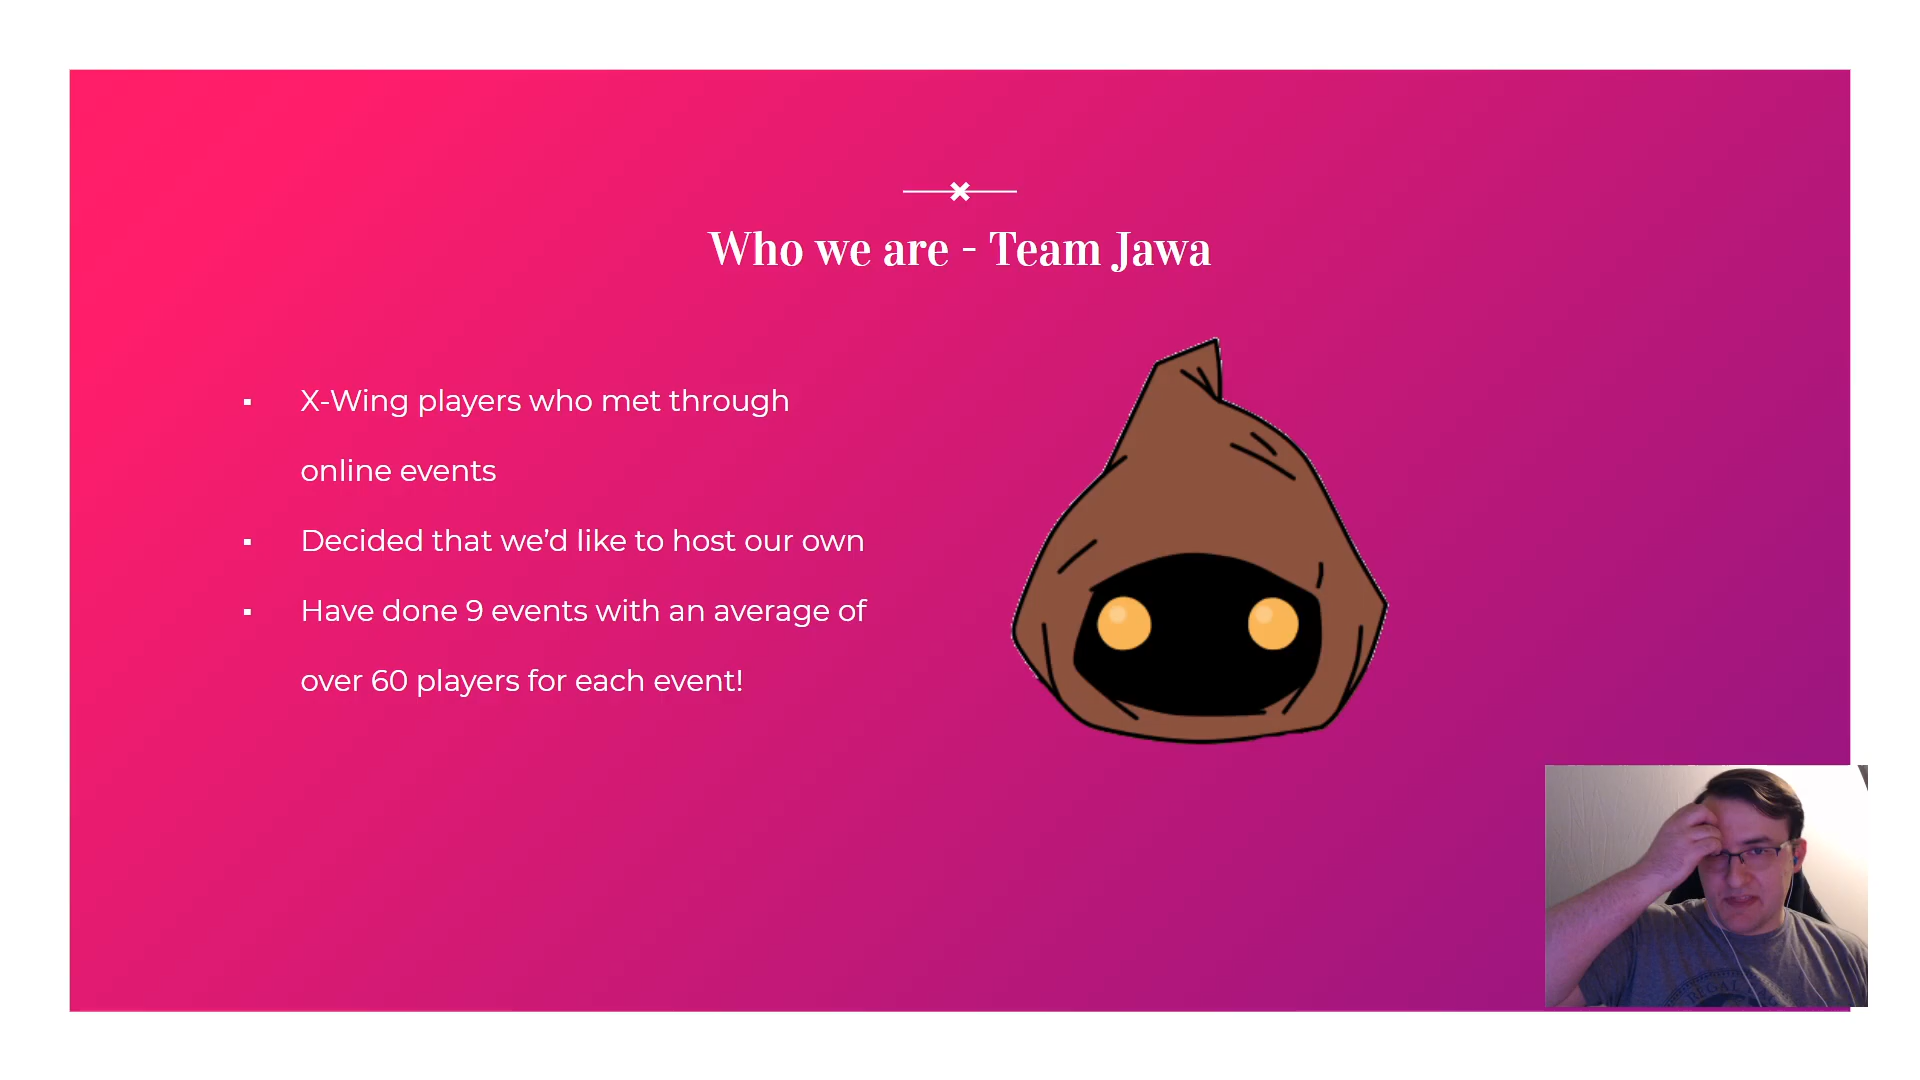 Who we are - Team Jawa
▪ X-Wing players who met through
online events
▪ Decided that we’d like to host our own
▪ Have done 9 events with an average of
over 60 players for each event!
REGAL